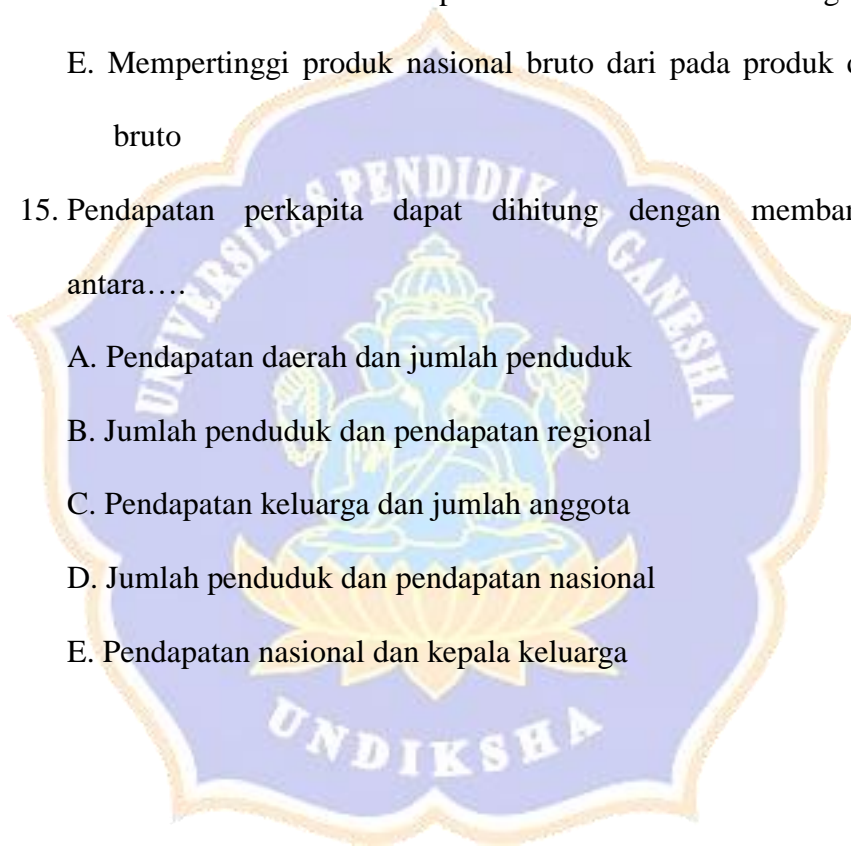 E. Mempertinggi produk nasional bruto dari pada produk
bruto
15. Pendapatan perkapita dapat dihitung dengan
antara….
A. Pendapatan daerah dan jumlah penduduk
B. Jumlah penduduk dan pendapatan regional
C. Pendapatan keluarga dan jumlah anggota
D. Jumlah penduduk dan pendapatan nasional
E. Pendapatan nasional dan kepala keluarga
UNIVERSITAS PENDIDIKAN GANESHA
UNDIKSHA